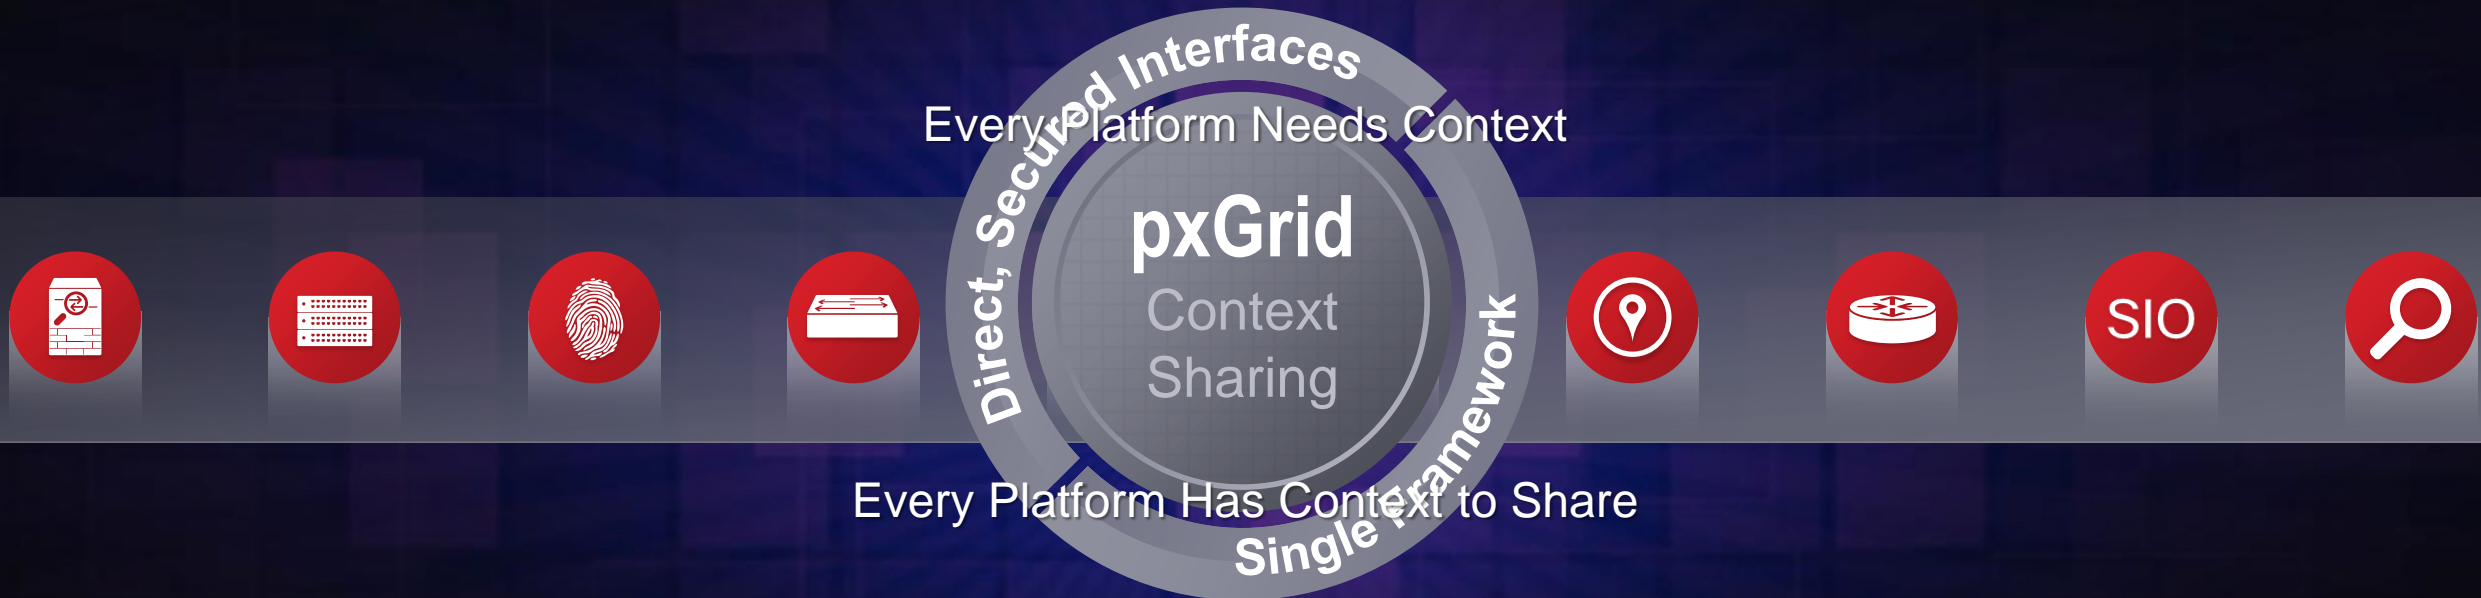 Direct, Secured Interfaces
Every Platform Needs Context
pxGrid
Context
Sharing
SIO
Every Platform Has Context to Share
Single Framework